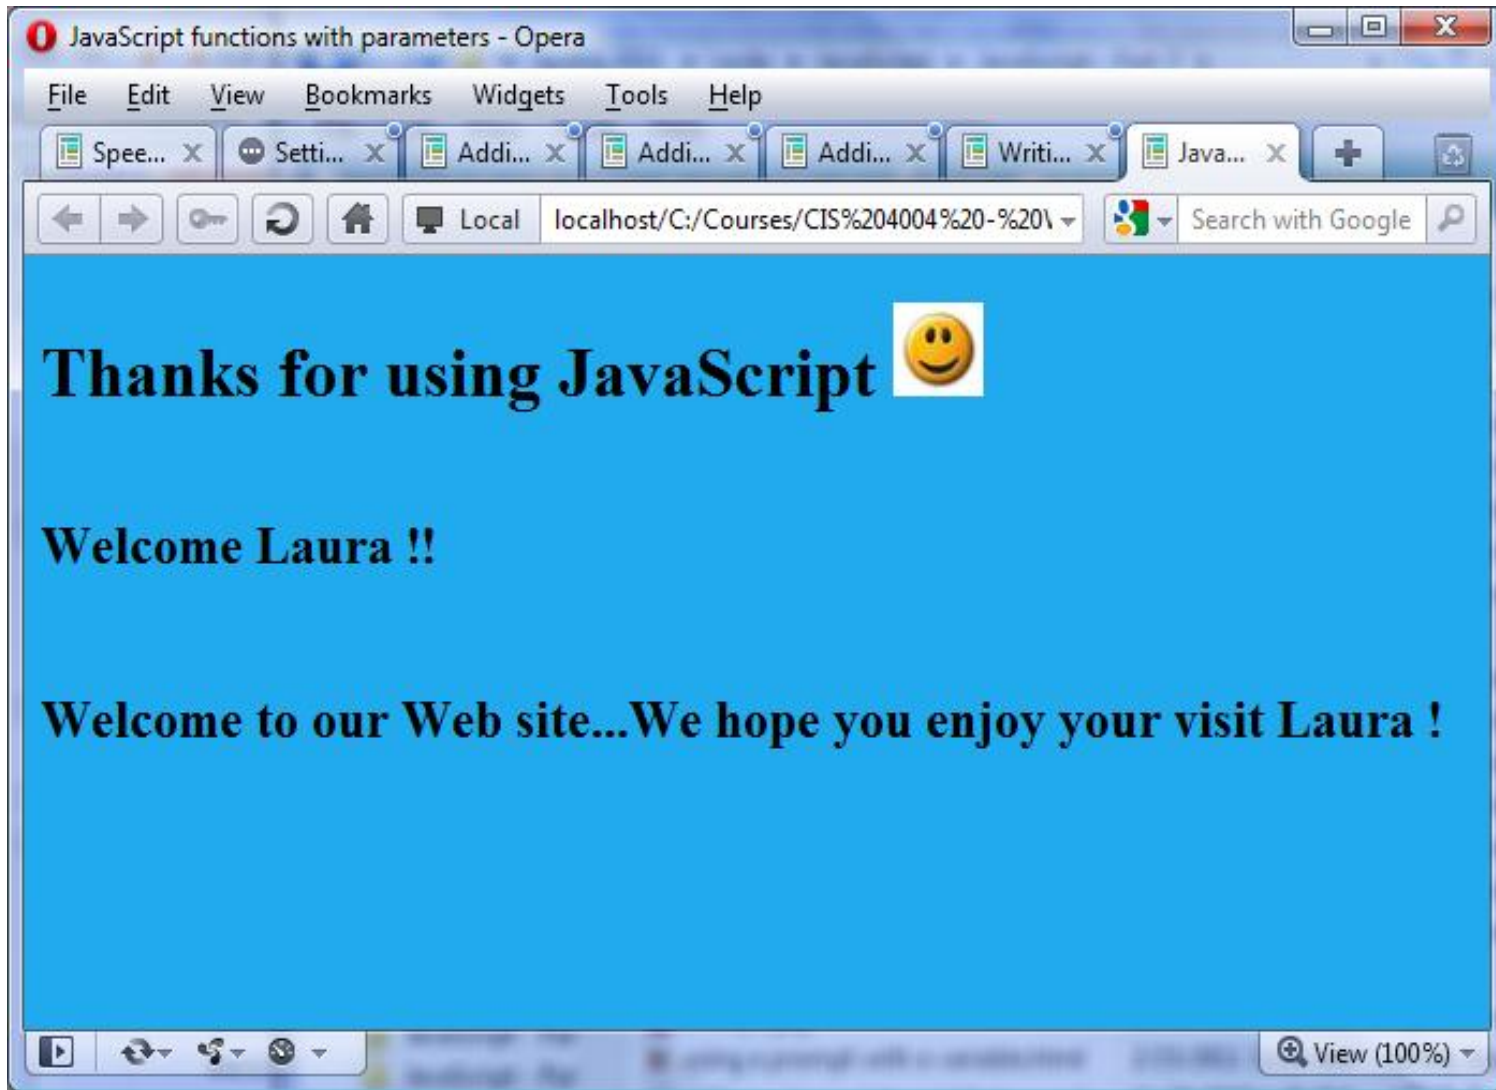 JavaScript functions with parameters - Opera
File Edit View Bookmarks Widgets Tools Help
Spee... Setti... Addi... Addi... Addi... Writi... Java...
Local localhost/C:/Courses/CIS%204004%20-%20\ Search with Google
Thanks for using JavaScript
Welcome Laura !!
Welcome to our Web site...We hope you enjoy your visit Laura !
View (100%)